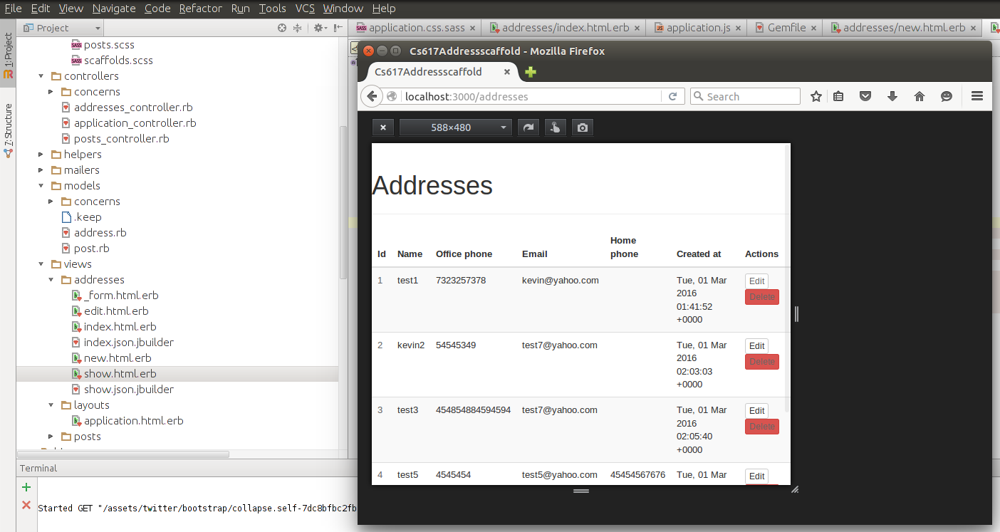 File Edit View Navigate Code Refactor Run Tools VCS Window Help
1: Project
7: Structure
Project
posts.scss
scaffolds.scss
controllers
concerns
addresses_controller.rb
application_controller.rb
posts_controller.rb
helpers
mailers
models
concerns
.keep
address.rb
post.rb
views
addresses
_form.html.erb
edit.html.erb
index.html.erb
index.json.jbuilder
new.html.erb
show.html.erb
show.json.jbuilder
layouts
application.html.erb
posts
Terminal
Started GET "/assets/twitter/bootstrap/collapse.self-7dc8bfbc2fb
application.css.sass addresses/index.html.erb application.js Gemfile addresses/new.html.erb
Cs617Addressscaffold - Mozilla Firefox
Cs617Addressscaffold
localhost:3000/addresses
Search
588×480
Addresses
Id Name Office phone Email Home phone Created at Actions
1 test1 7323257378 kevin@yahoo.com Tue, 01 Mar 2016 01:41:52 +0000 Edit Delete
2 kevin2 54545349 test7@yahoo.com Tue, 01 Mar 2016 02:03:03 +0000 Edit Delete
3 test3 454854884594594 test7@yahoo.com Tue, 01 Mar 2016 02:05:40 +0000 Edit Delete
4 test5 4545454 test5@yahoo.com 45454567676 Tue, 01 Mar Edit